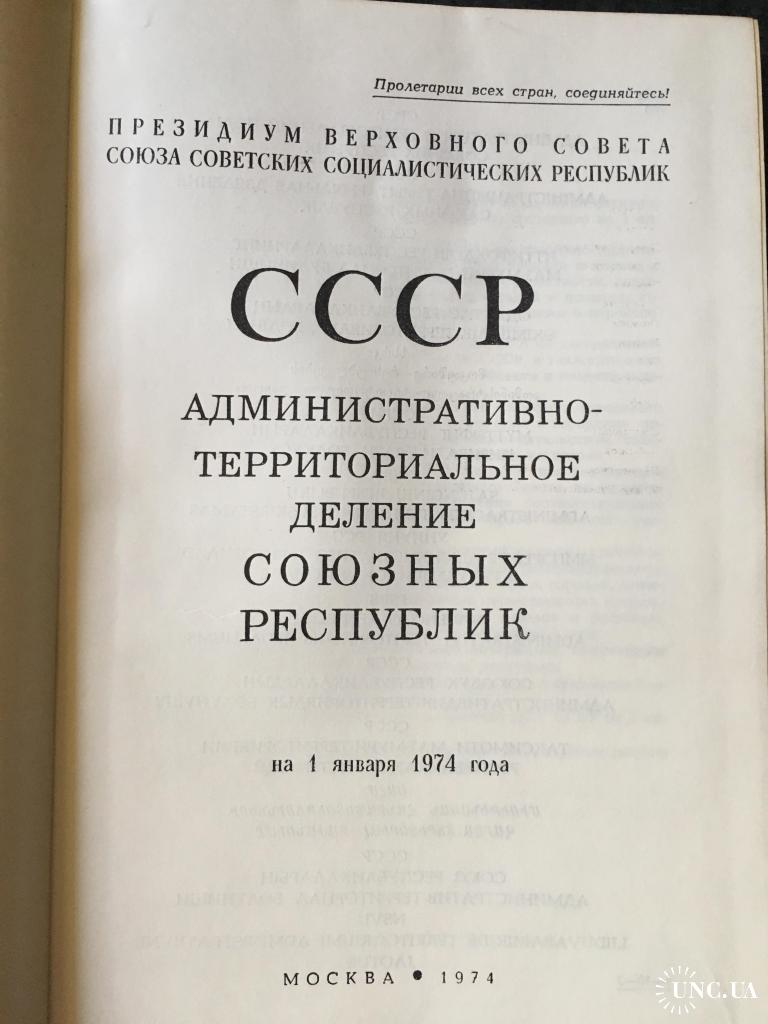 Пролетарии всех стран, соединяйтесь!
ПРЕЗИДИУМ ВЕРХОВНОГО СОВЕТА
СОЮЗА СОВЕТСКИХ СОЦИАЛИСТИЧЕСКИХ РЕСПУБЛИК
СССР
АДМИНИСТРАТИВНО-
ТЕРРИТОРИАЛЬНОЕ
ДЕЛЕНИЕ
СОЮЗНЫХ
РЕСПУБЛИК
на 1 января 1974 года
МОСКВА • 1974
UNC.UA